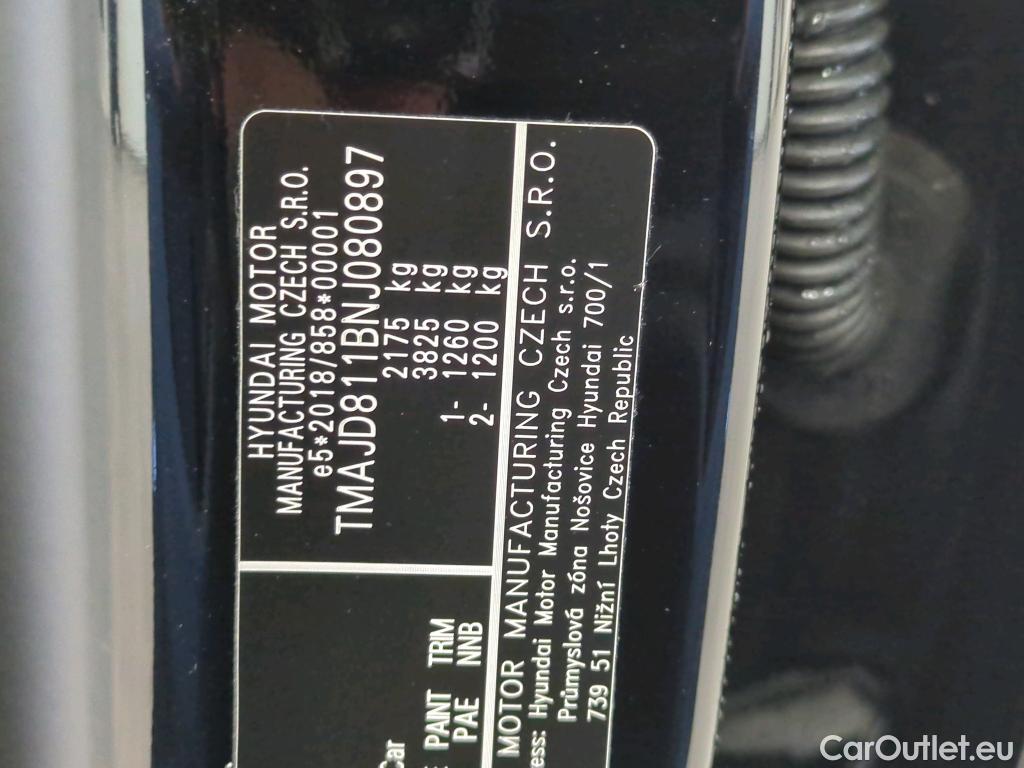 HYUNDAI MOTOR
MANUFACTURING CZECH S.R.O.
e5*2018/858*00001
TMAJD811BNJ080897
2175 kg
3825 kg
1- 1260 kg
2- 1200 kg
PAINT TRIM
PAE NNB
MOTOR MANUFACTURING CZECH S.R.O.
Hyundai Motor Manufacturing Czech s.r.o.
Průmyslová zóna Nošovice Hyundai 700/1
739 51 Nižní Lhoty Czech Republic
CarOutlet.eu